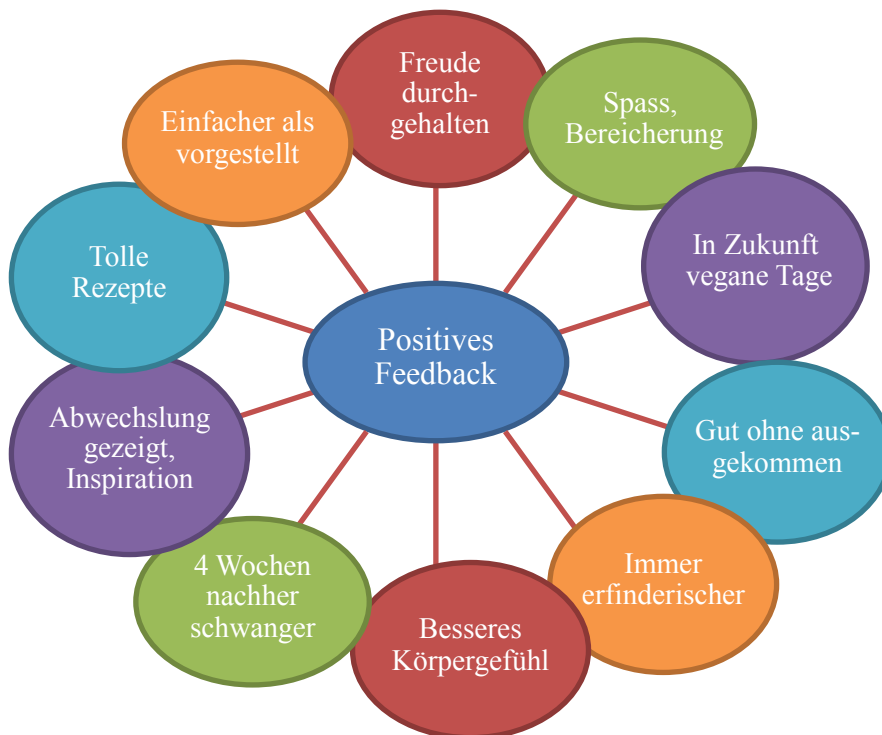 Freude
durch-
gehalten
Spass,
Bereicherung
In Zukunft
vegane Tage
Gut ohne aus-
gekommen
Immer
erfinderischer
Besseres
Körpergefühl
4 Wochen
nachher
schwanger
Abwechslung
gezeigt,
Inspiration
Tolle
Rezepte
Einfacher als
vorgestellt
Positives
Feedback